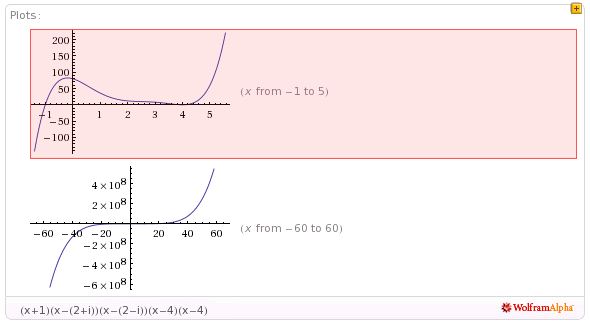 Plots:
200
150
100
50
−1 1 2 3 4 5
−50
−100
(x from −1 to 5)
4×10⁸
2×10⁸
−60 −40 −20 20 40 60
−2×10⁸
−4×10⁸
−6×10⁸
(x from −60 to 60)
(x+1)(x−(2+i))(x−(2−i))(x−4)(x−4)
WolframAlpha